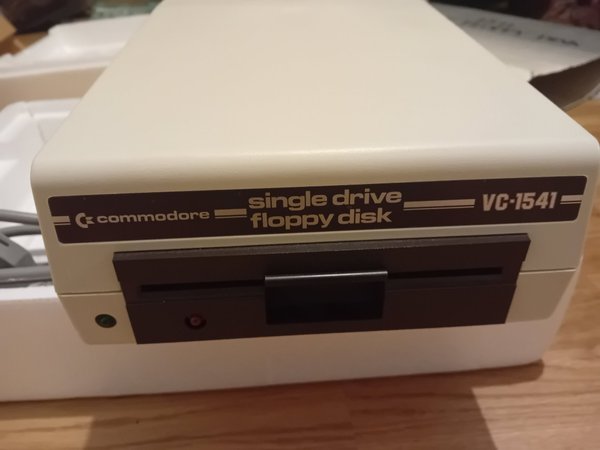 commodore
single drive
floppy disk
VC-1541